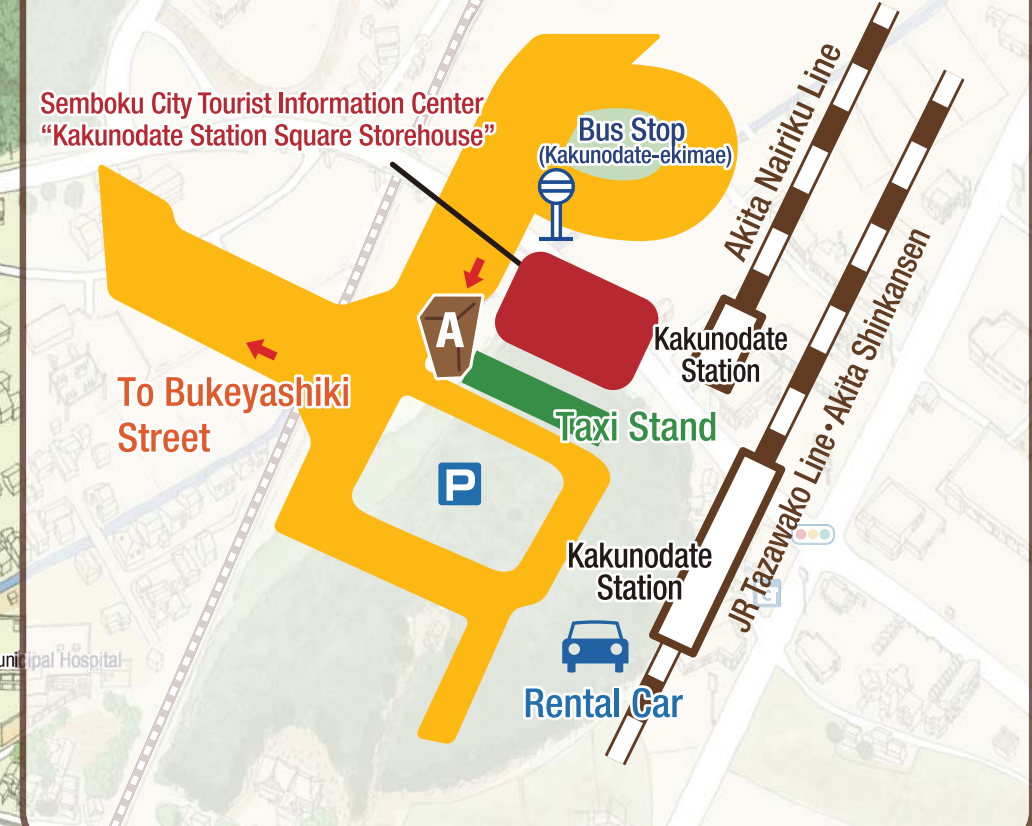 Semboku City Tourist Information Center
“Kakunodate Station Square Storehouse”
Bus Stop
(Kakunodate-ekimae)
Akita Nairiku Line
A
Kakunodate
Station
To Bukeyashiki
Street
Taxi Stand
P
JR Tazawako Line・Akita Shinkansen
Kakunodate
Station
Rental Car
unicipal Hospital